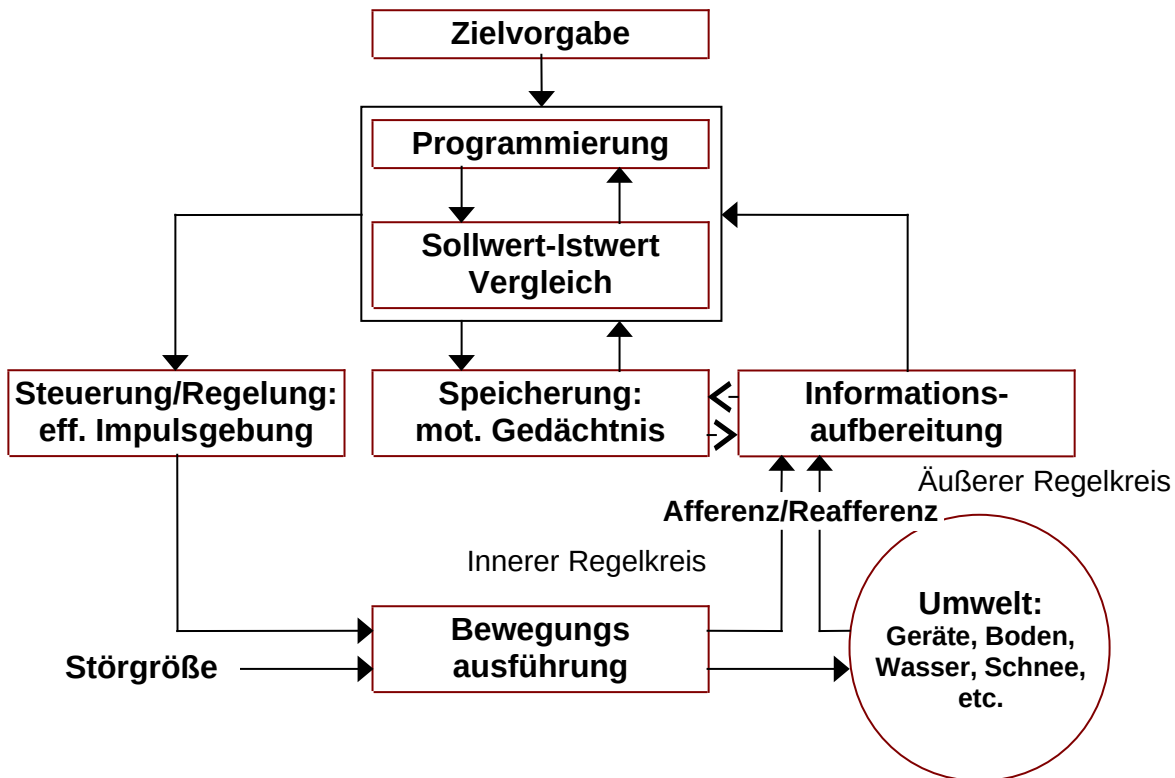 Zielvorgabe
Programmierung
Sollwert-Istwert
Vergleich
Steuerung/Regelung:
eff. Impulsgebung
Speicherung:
mot. Gedächtnis
Informations-
aufbereitung
Äußerer Regelkreis
Afferenz/Reafferenz
Innerer Regelkreis
Umwelt:
Geräte, Boden,
Wasser, Schnee,
etc.
Bewegungs
ausführung
Störgröße